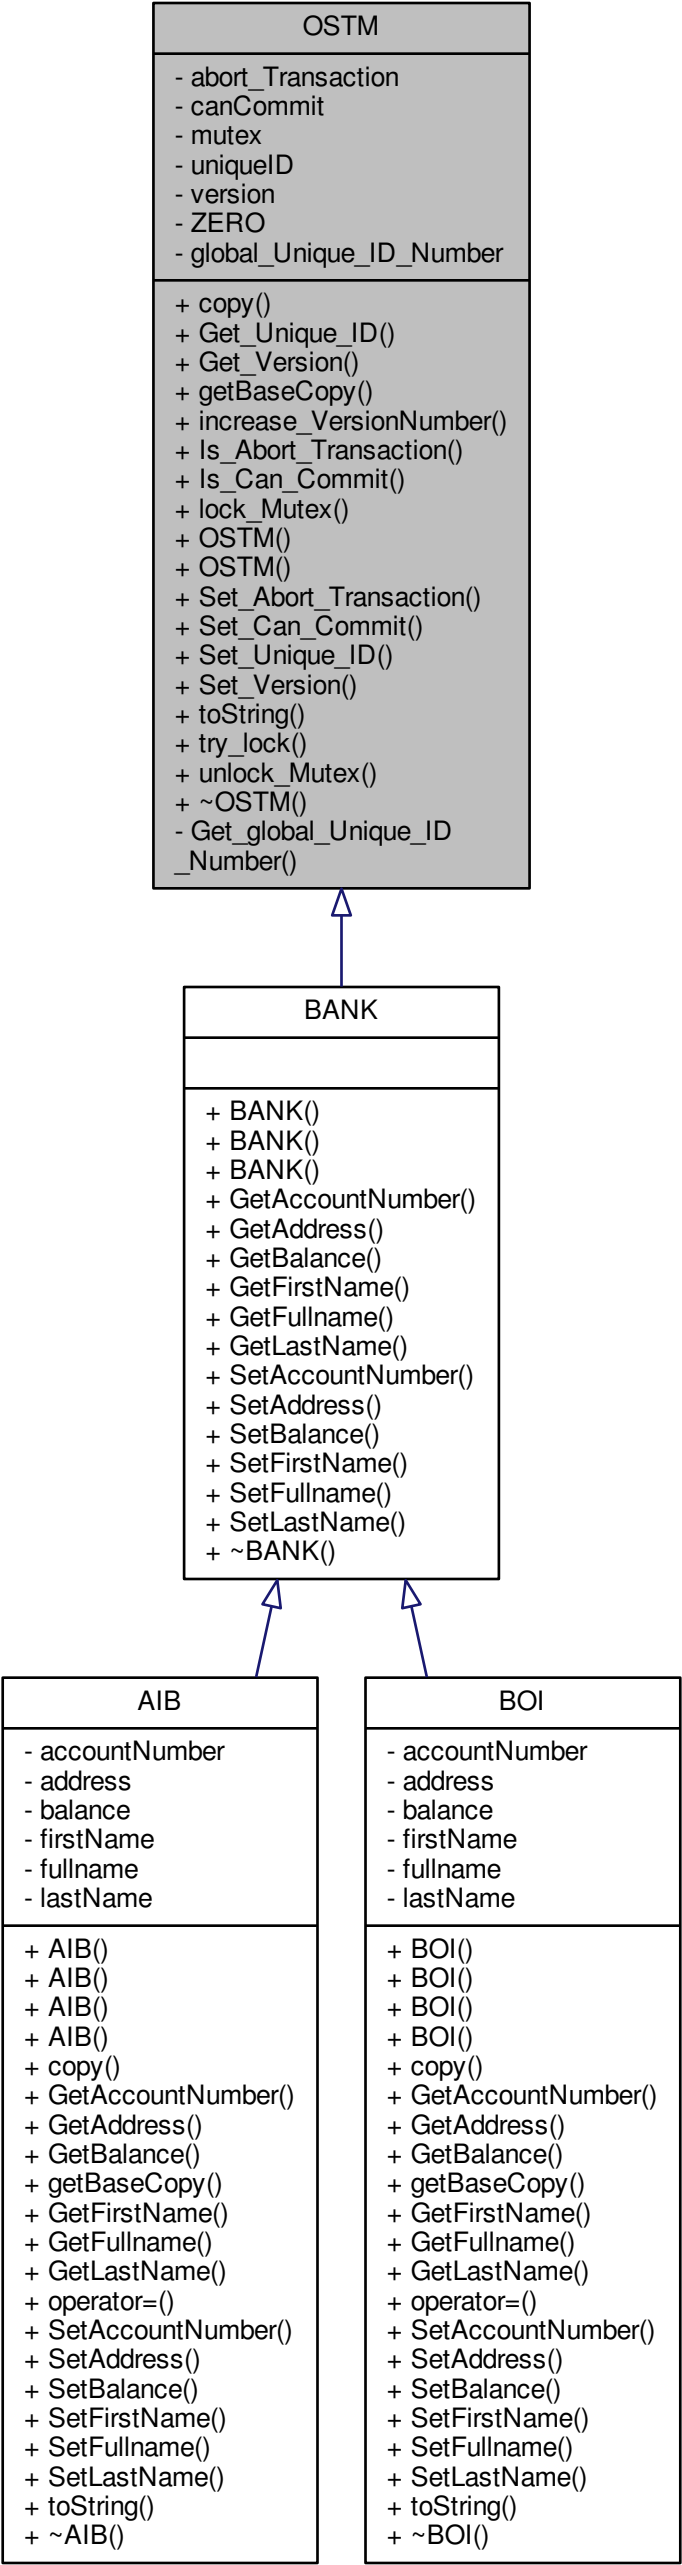 OSTM
- abort_Transaction
- canCommit
- mutex
- uniqueID
- version
- ZERO
- global_Unique_ID_Number
+ copy()
+ Get_Unique_ID()
+ Get_Version()
+ getBaseCopy()
+ increase_VersionNumber()
+ Is_Abort_Transaction()
+ Is_Can_Commit()
+ lock_Mutex()
+ OSTM()
+ OSTM()
+ Set_Abort_Transaction()
+ Set_Can_Commit()
+ Set_Unique_ID()
+ Set_Version()
+ toString()
+ try_lock()
+ unlock_Mutex()
+ ~OSTM()
- Get_global_Unique_ID
_Number()
BANK
+ BANK()
+ BANK()
+ BANK()
+ GetAccountNumber()
+ GetAddress()
+ GetBalance()
+ GetFirstName()
+ GetFullname()
+ GetLastName()
+ SetAccountNumber()
+ SetAddress()
+ SetBalance()
+ SetFirstName()
+ SetFullname()
+ SetLastName()
+ ~BANK()
AIB
- accountNumber
- address
- balance
- firstName
- fullname
- lastName
+ AIB()
+ AIB()
+ AIB()
+ AIB()
+ copy()
+ GetAccountNumber()
+ GetAddress()
+ GetBalance()
+ getBaseCopy()
+ GetFirstName()
+ GetFullname()
+ GetLastName()
+ operator=()
+ SetAccountNumber()
+ SetAddress()
+ SetBalance()
+ SetFirstName()
+ SetFullname()
+ SetLastName()
+ toString()
+ ~AIB()
BOI
- accountNumber
- address
- balance
- firstName
- fullname
- lastName
+ BOI()
+ BOI()
+ BOI()
+ BOI()
+ copy()
+ GetAccountNumber()
+ GetAddress()
+ GetBalance()
+ getBaseCopy()
+ GetFirstName()
+ GetFullname()
+ GetLastName()
+ operator=()
+ SetAccountNumber()
+ SetAddress()
+ SetBalance()
+ SetFirstName()
+ SetFullname()
+ SetLastName()
+ toString()
+ ~BOI()